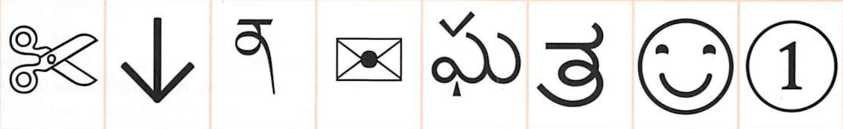 ✂ ↓ ན ✉ ఘ త్ర ☺ ①